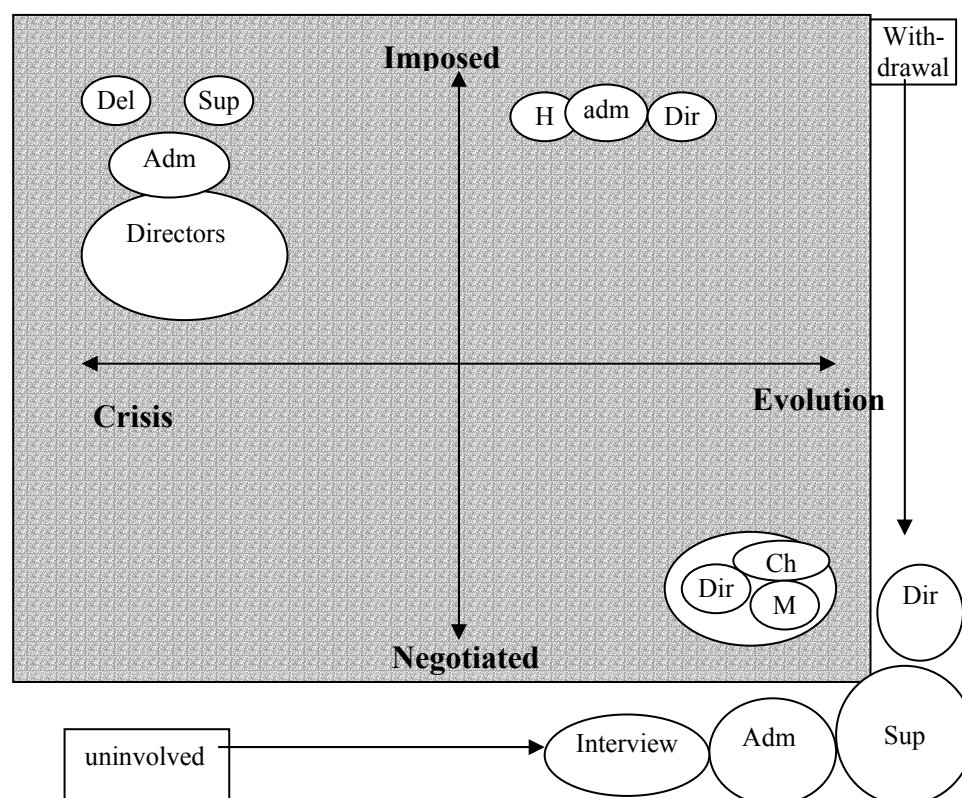 With-
drawal
Imposed
Del
Sup
H
adm
Dir
Adm
Directors
Crisis
Evolution
Ch
Dir
M
Dir
Negotiated
uninvolved
Interview
Adm
Sup